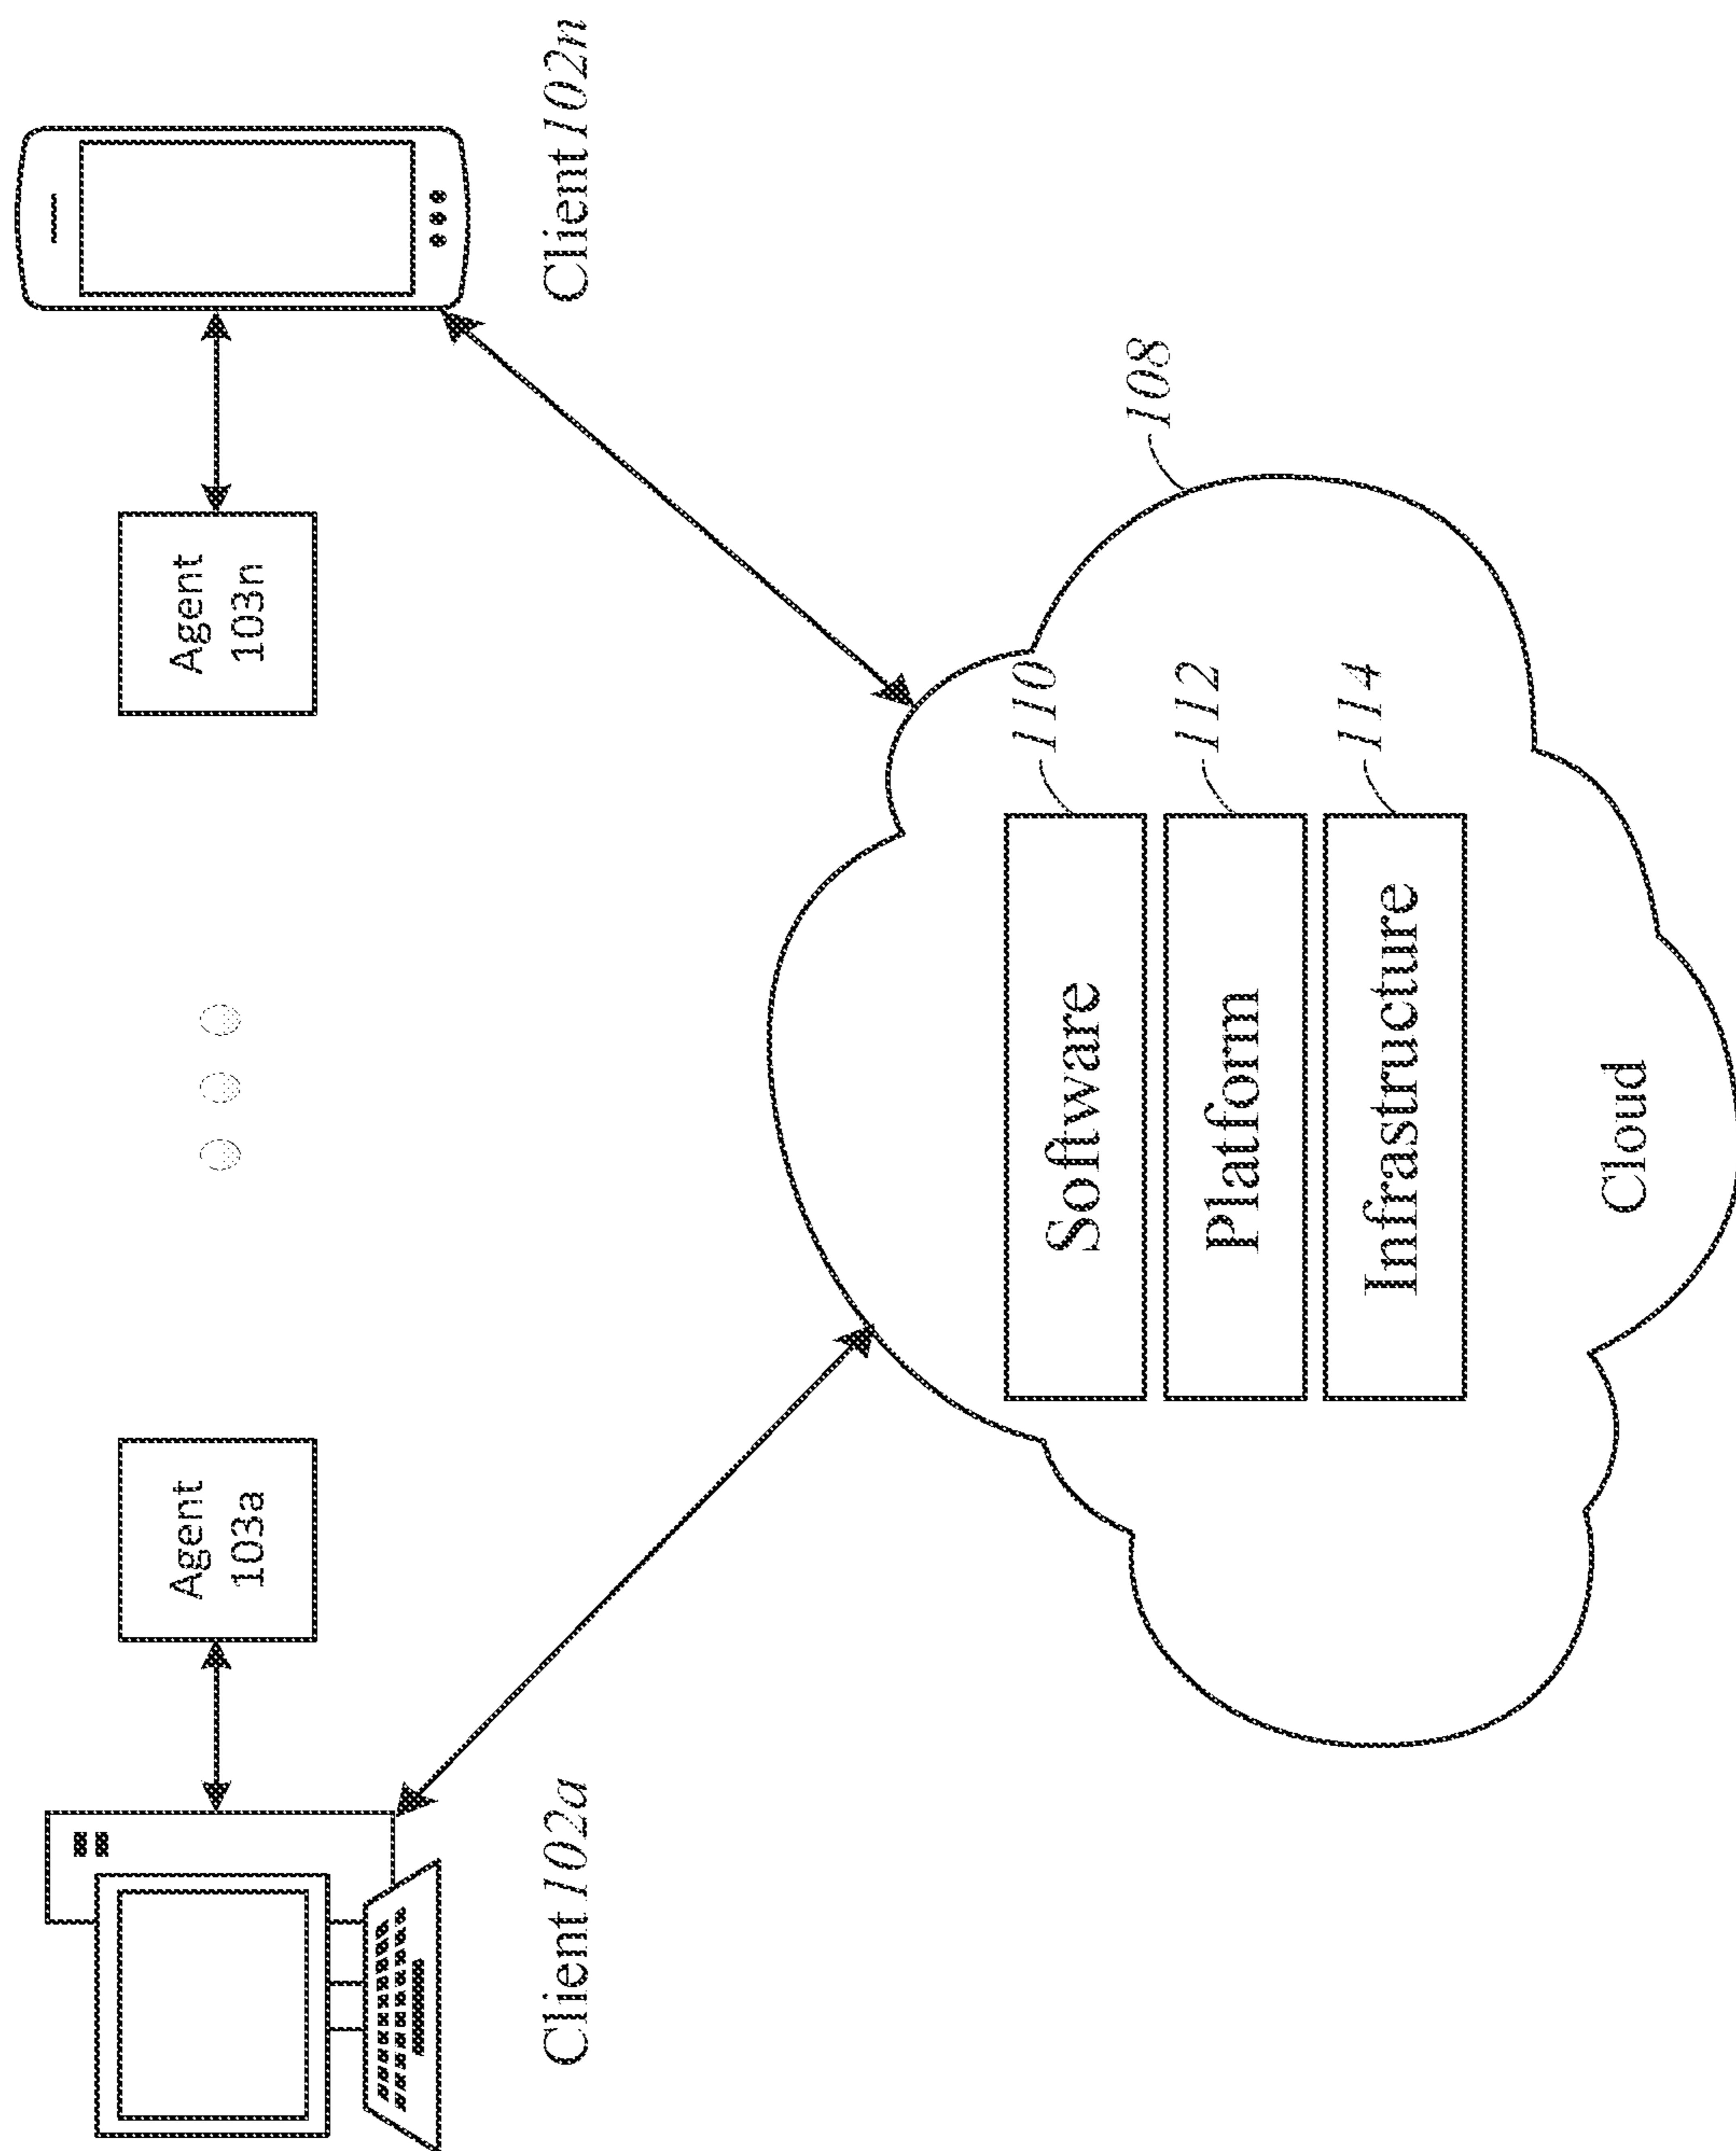 Agent
103a
Agent
103n
Client 102a
Client 102n
108
Software
110
Platform
112
Infrastructure
114
Cloud